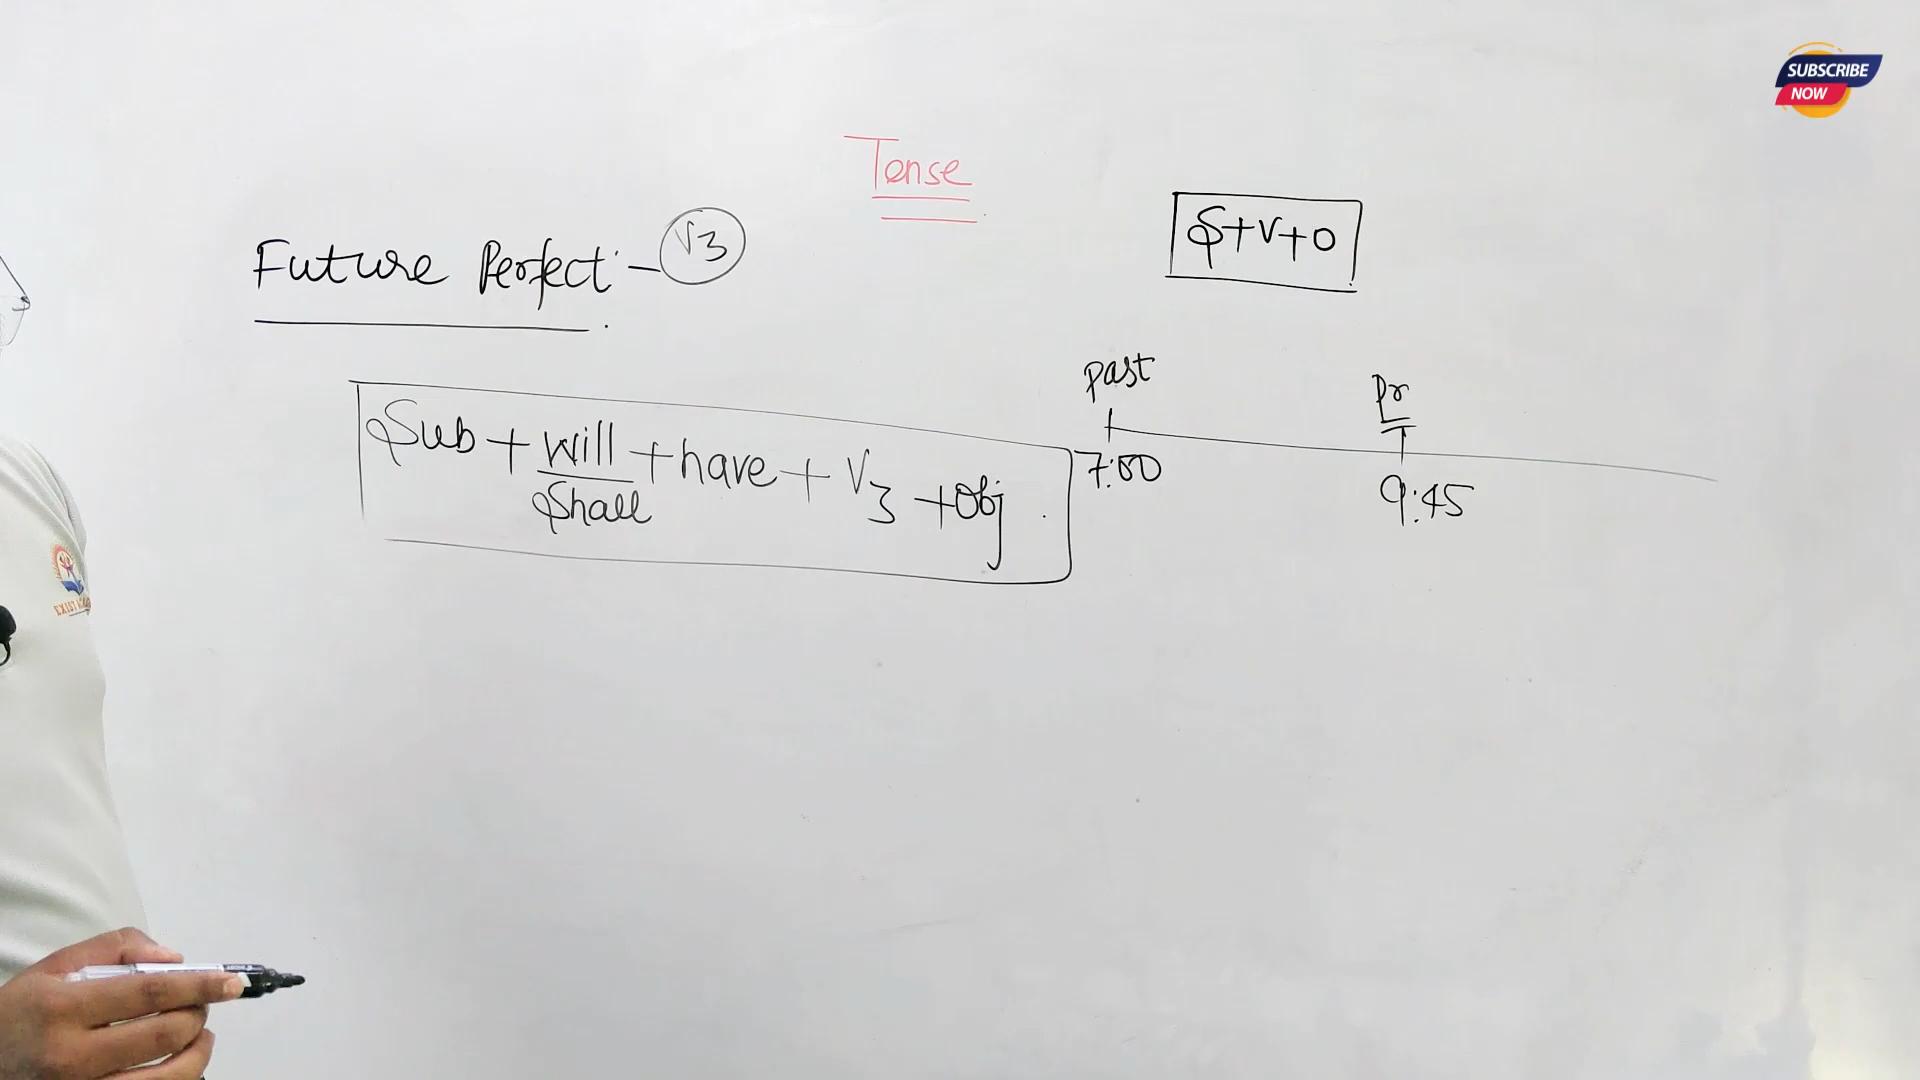 SUBSCRIBE
NOW
Tense
S+V+O
Future Perfect:- V3
past
Pr
Sub + will + have + V3 + Obj.
Shall
7:00
9:45